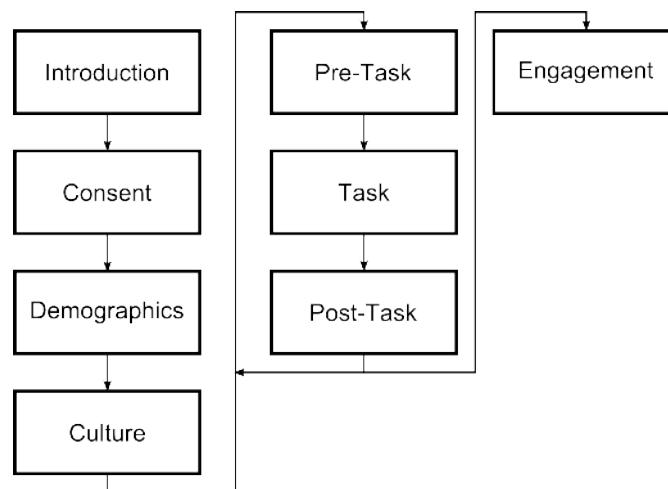 Introduction
Consent
Demographics
Culture
Pre-Task
Task
Post-Task
Engagement